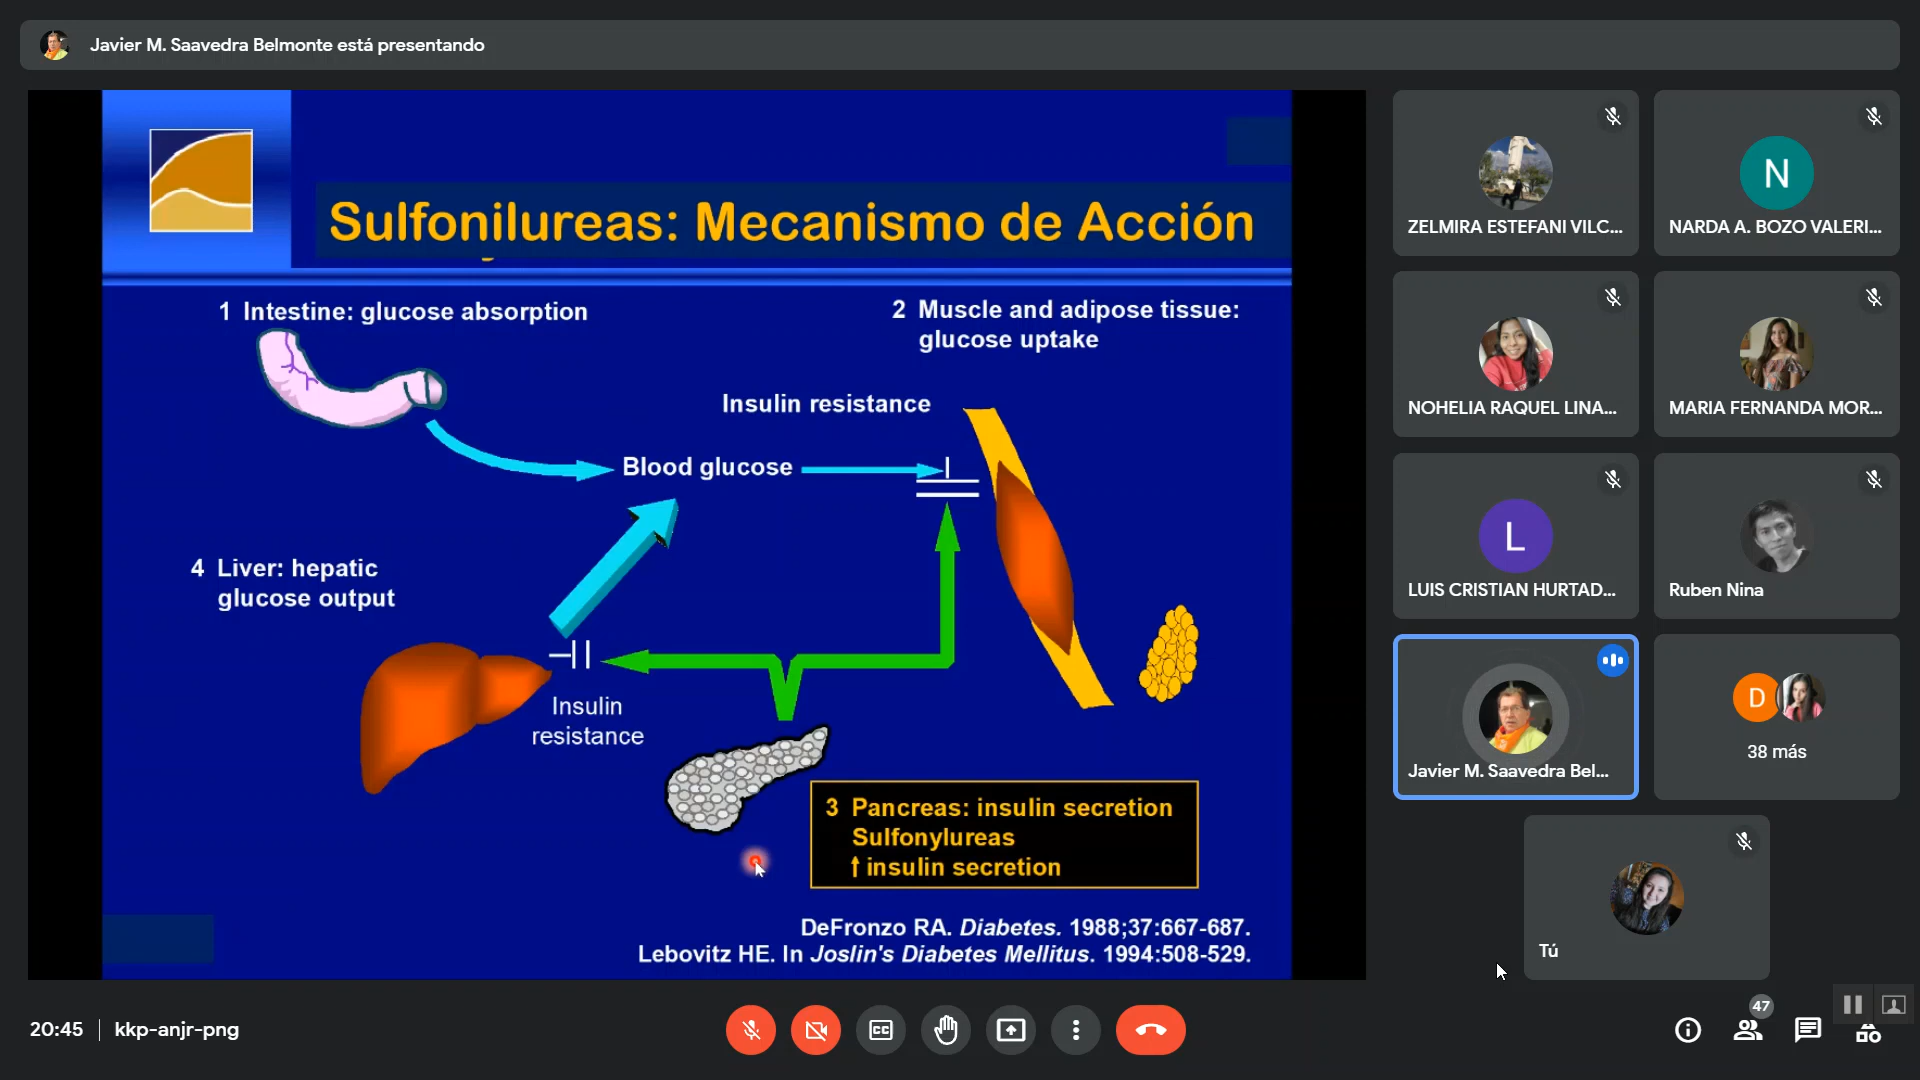 Javier M. Saavedra Belmonte está presentando
Sulfonilureas: Mecanismo de Acción
1 Intestine: glucose absorption
2 Muscle and adipose tissue:
glucose uptake
Insulin resistance
Blood glucose
4 Liver: hepatic
glucose output
Insulin
resistance
3 Pancreas: insulin secretion
Sulfonylureas
↑ insulin secretion
DeFronzo RA. Diabetes. 1988;37:667-687.
Lebovitz HE. In Joslin's Diabetes Mellitus. 1994:508-529.
ZELMIRA ESTEFANI VILC...
N
NARDA A. BOZO VALERI...
NOHELIA RAQUEL LINA...
MARIA FERNANDA MOR...
L
LUIS CRISTIAN HURTAD...
Ruben Nina
Javier M. Saavedra Bel...
D
38 más
Tú
20:45 | kkp-anjr-png
CC
47